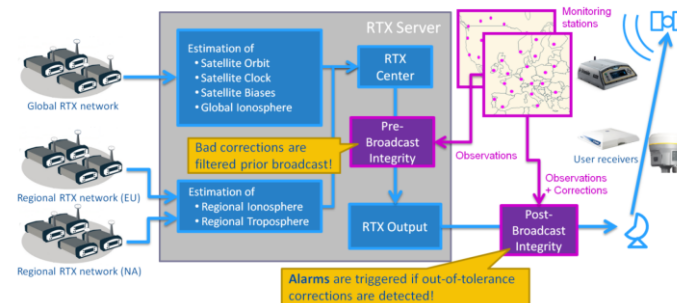 RTX Server
Monitoring
stations
Estimation of
• Satellite Orbit
• Satellite Clock
• Satellite Biases
• Global Ionosphere
RTX
Center
Global RTX network
Bad corrections are
filtered prior broadcast!
Pre-
Broadcast
Integrity
Observations
User receivers
Observations
+ Corrections
Regional RTX network (EU)
Estimation of
• Regional Ionosphere
• Regional Troposphere
RTX Output
Post-
Broadcast
Integrity
Regional RTX network (NA)
Alarms are triggered if out-of-tolerance
corrections are detected!